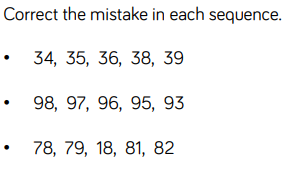 Correct the mistake in each sequence.
• 34, 35, 36, 38, 39
• 98, 97, 96, 95, 93
• 78, 79, 18, 81, 82